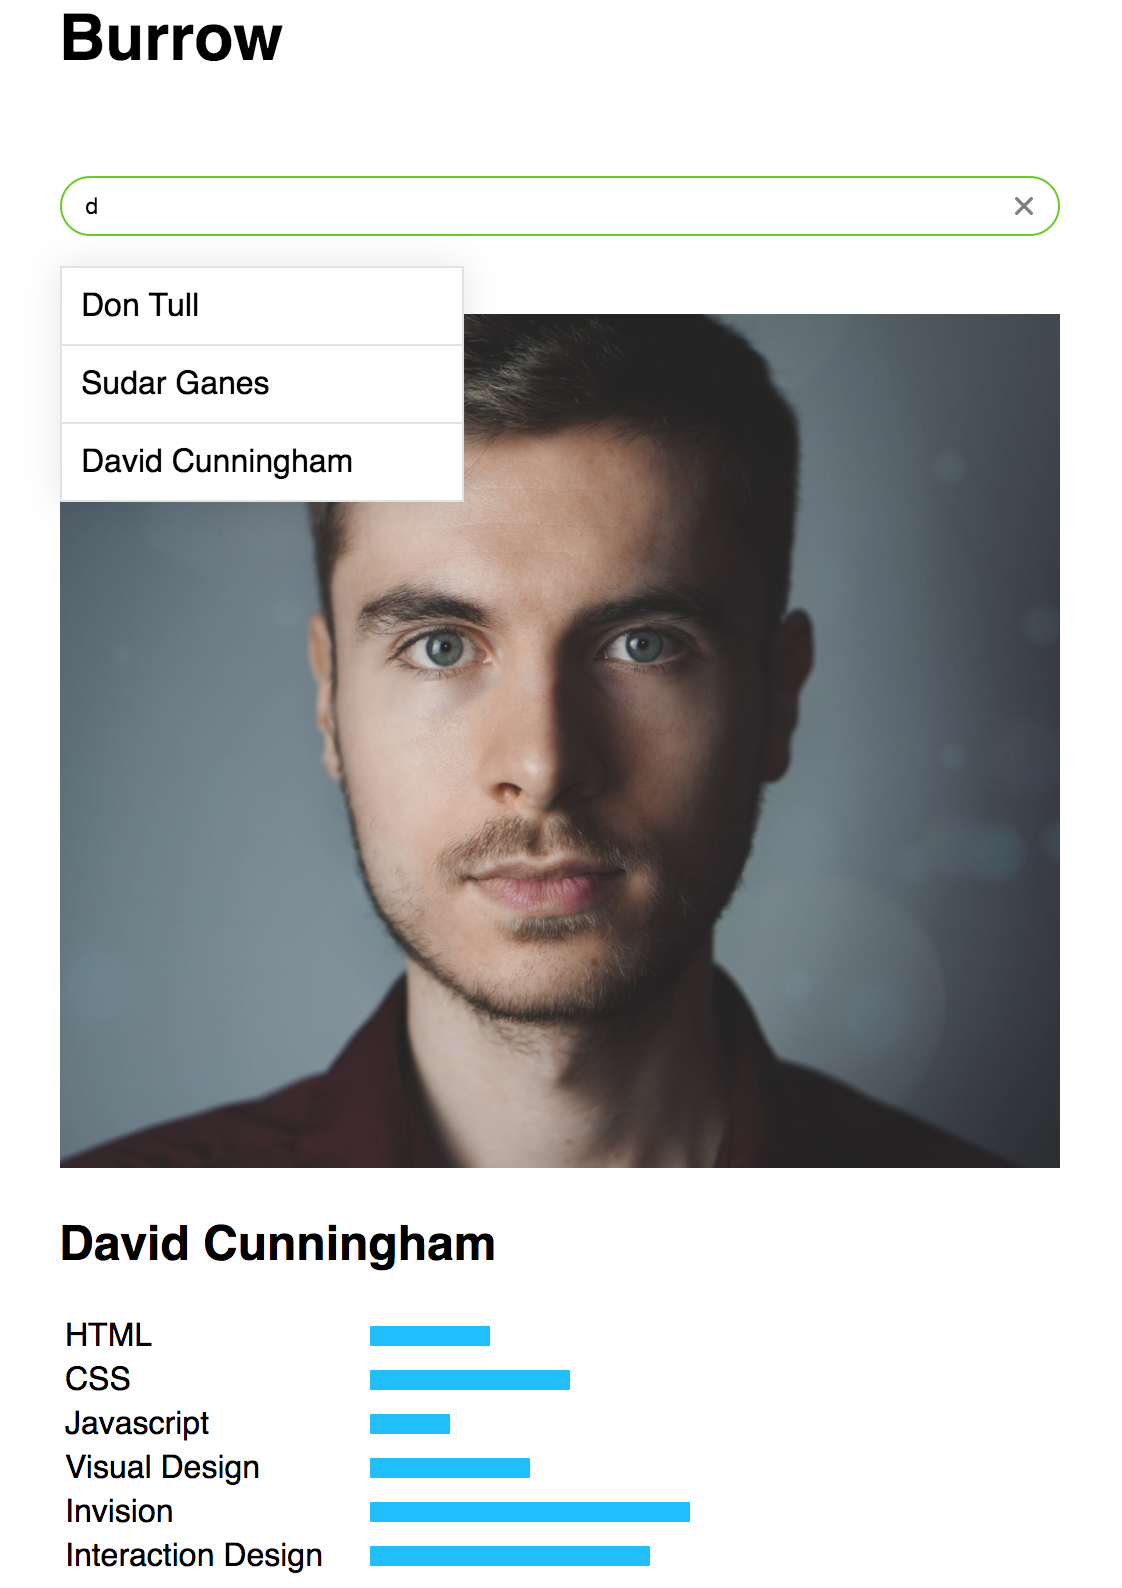 Burrow
d
Don Tull
Sudar Ganes
David Cunningham
David Cunningham
HTML
CSS
Javascript
Visual Design
Invision
Interaction Design